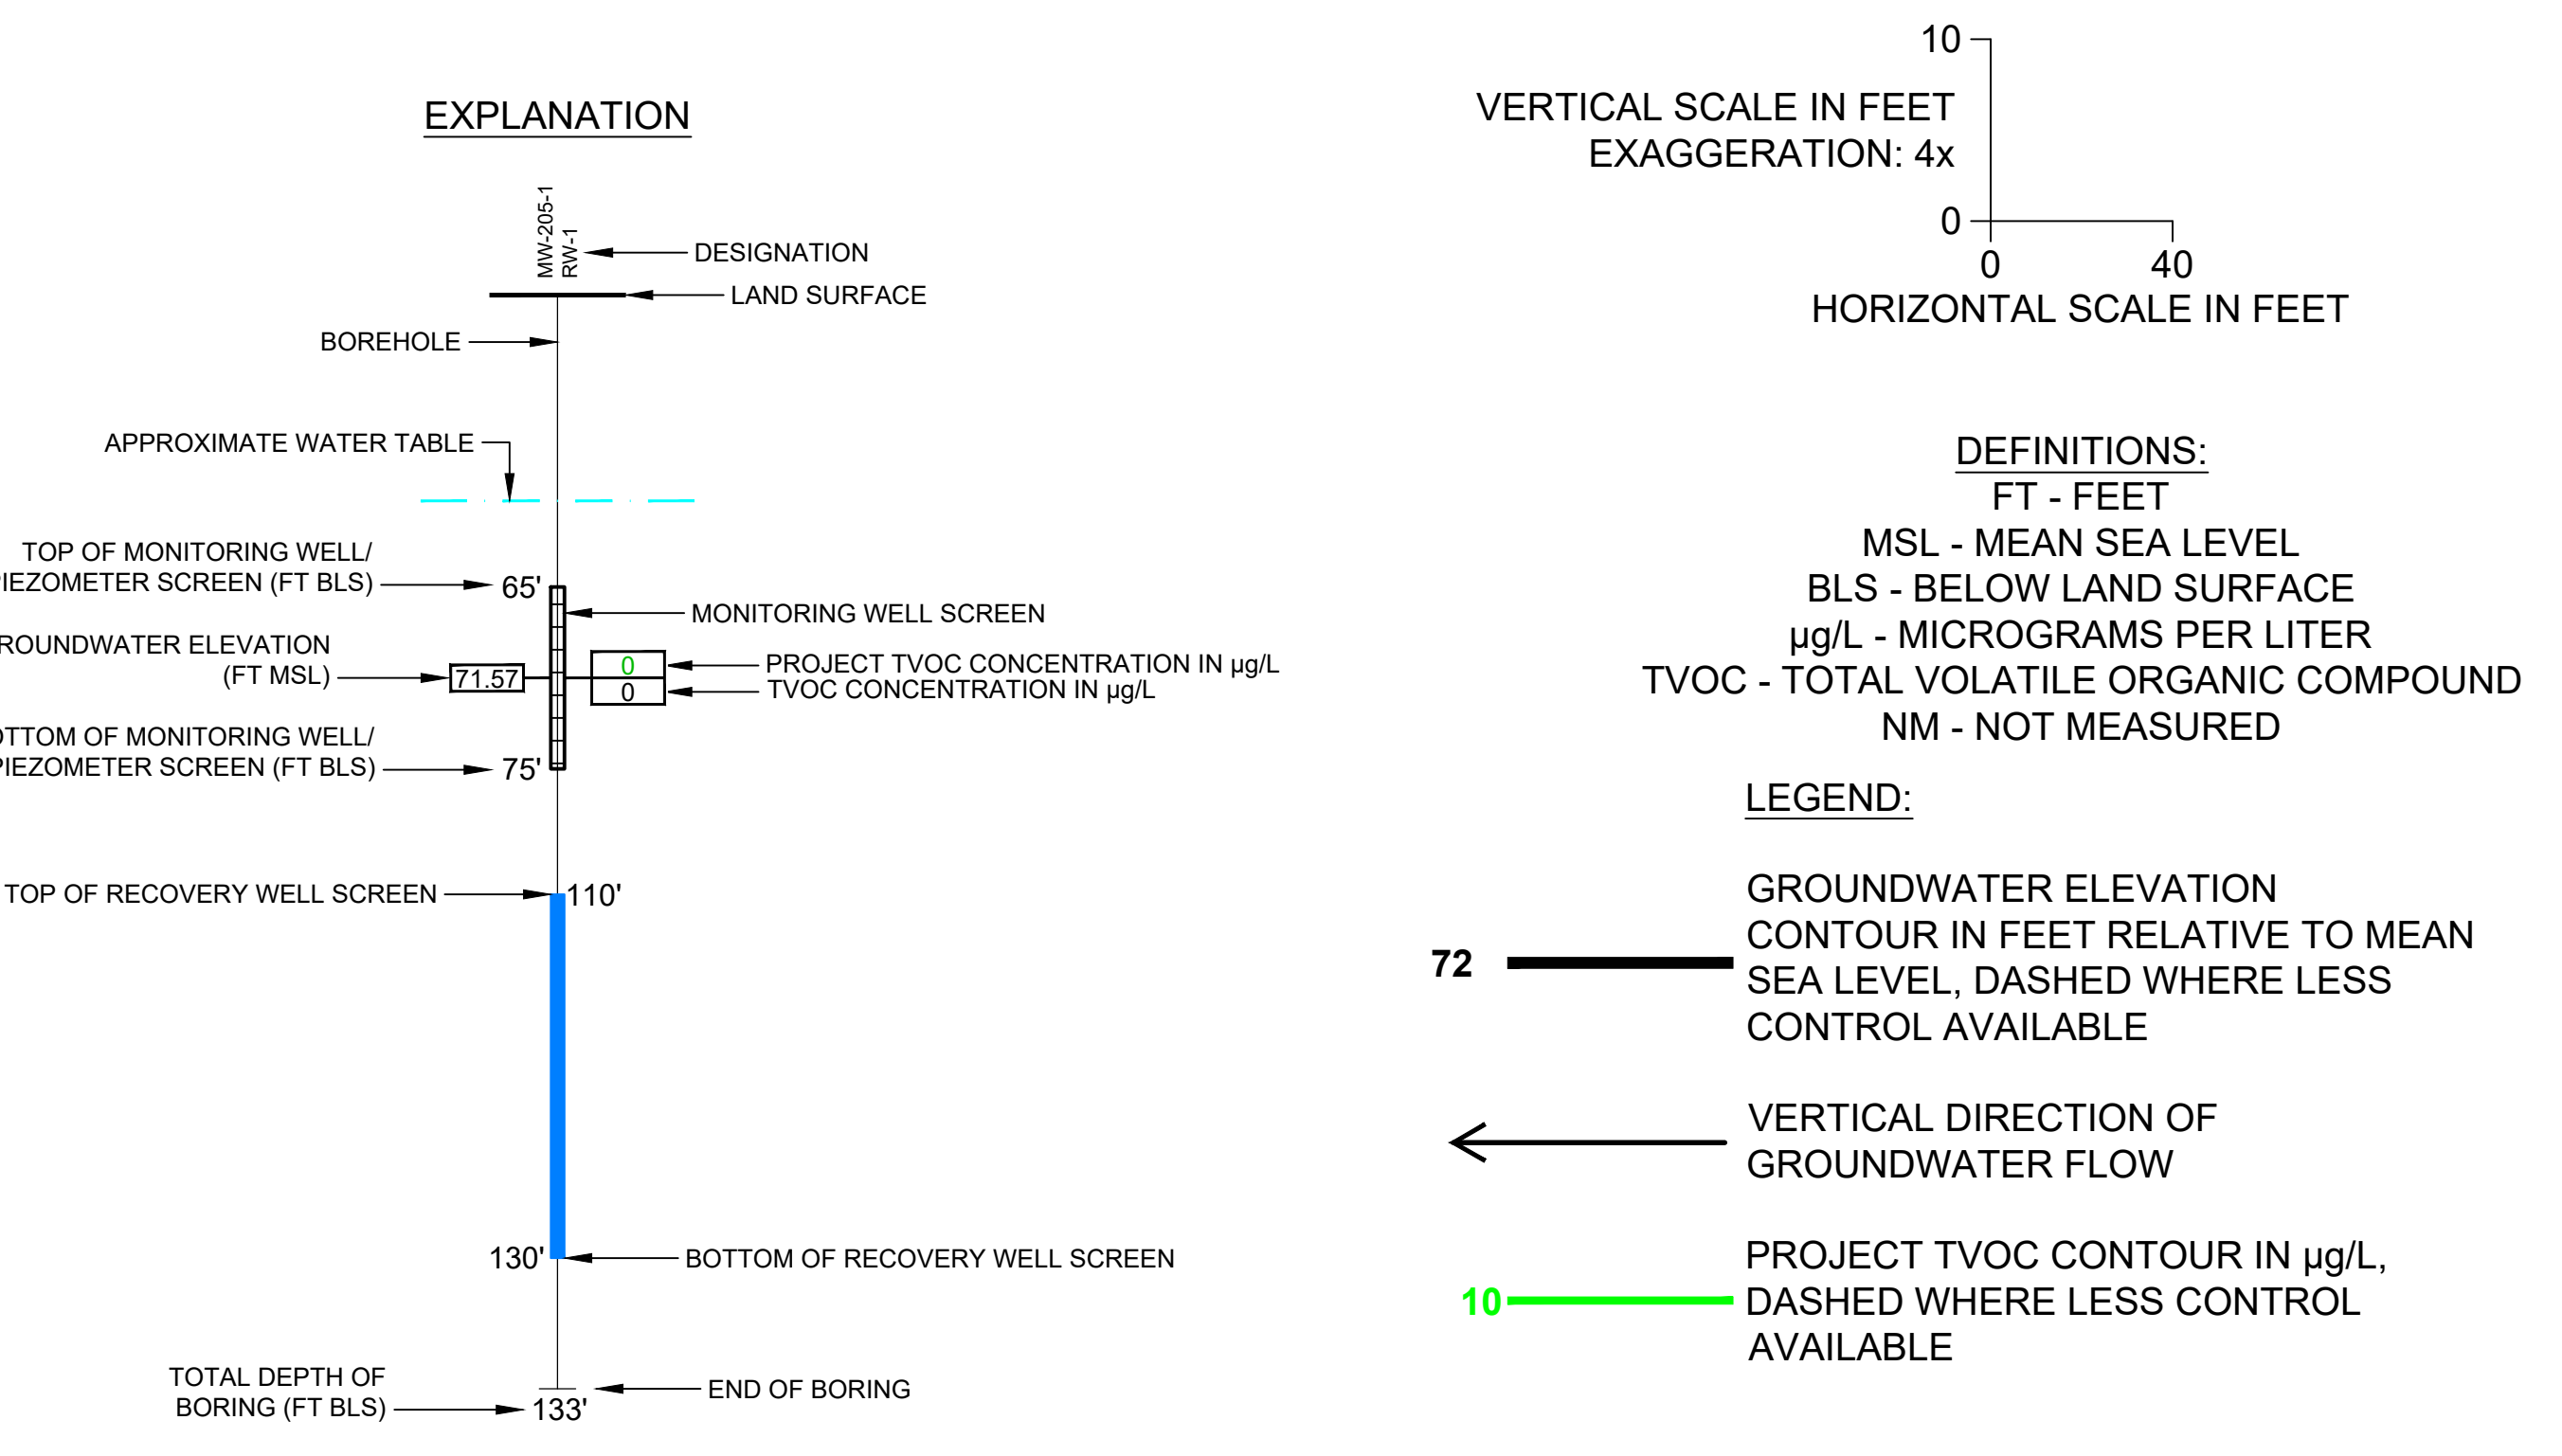 EXPLANATION
MW-205-1
RW-1
DESIGNATION
LAND SURFACE
BOREHOLE
APPROXIMATE WATER TABLE
TOP OF MONITORING WELL/
IEZOMETER SCREEN (FT BLS)
65'
MONITORING WELL SCREEN
ROUNDWATER ELEVATION
(FT MSL)
71.57
0
0
PROJECT TVOC CONCENTRATION IN µg/L
TVOC CONCENTRATION IN µg/L
OTTOM OF MONITORING WELL/
PIEZOMETER SCREEN (FT BLS)
75'
TOP OF RECOVERY WELL SCREEN
110'
130'
BOTTOM OF RECOVERY WELL SCREEN
TOTAL DEPTH OF
BORING (FT BLS)
133'
END OF BORING
10
VERTICAL SCALE IN FEET
EXAGGERATION: 4x
0
0 40
HORIZONTAL SCALE IN FEET
DEFINITIONS:
FT - FEET
MSL - MEAN SEA LEVEL
BLS - BELOW LAND SURFACE
µg/L - MICROGRAMS PER LITER
TVOC - TOTAL VOLATILE ORGANIC COMPOUND
NM - NOT MEASURED
LEGEND:
72
GROUNDWATER ELEVATION
CONTOUR IN FEET RELATIVE TO MEAN
SEA LEVEL, DASHED WHERE LESS
CONTROL AVAILABLE
VERTICAL DIRECTION OF
GROUNDWATER FLOW
10
PROJECT TVOC CONTOUR IN µg/L,
DASHED WHERE LESS CONTROL
AVAILABLE